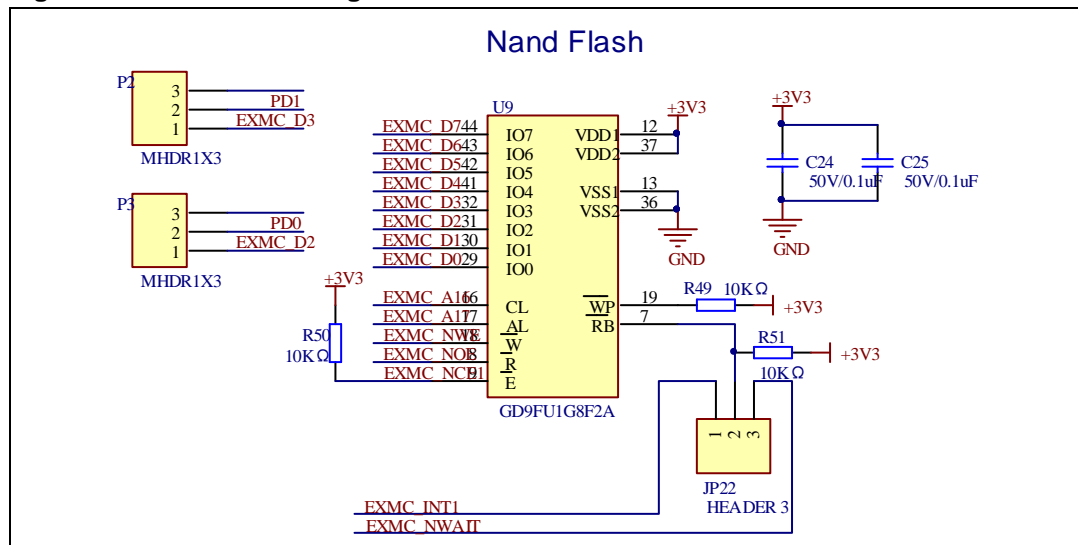 Nand Flash
P2
3
2 PD1
1 EXMC_D3
MHDR1X3
P3
3
2 PD0
1 EXMC_D2
MHDR1X3
U9
EXMC_D7 44 IO7
EXMC_D6 43 IO6
EXMC_D5 42 IO5
EXMC_D4 41 IO4
EXMC_D3 32 IO3
EXMC_D2 31 IO2
EXMC_D1 30 IO1
EXMC_D0 29 IO0
EXMC_A16 16 CL
EXMC_A17 17 AL
EXMC_NWE 18 W
EXMC_NOE 8 R
EXMC_NCE1 9 E
VDD1 12
VDD2 37
VSS1 13
VSS2 36
WP 19
RB 7
GD9FU1G8F2A
+3V3
GND
+3V3
R50
10KΩ
+3V3
C24
50V/0.1uF
C25
50V/0.1uF
GND
R49 10KΩ
+3V3
R51
10KΩ
+3V3
1 2 3
JP22
HEADER 3
EXMC_INT1
EXMC_NWAIT